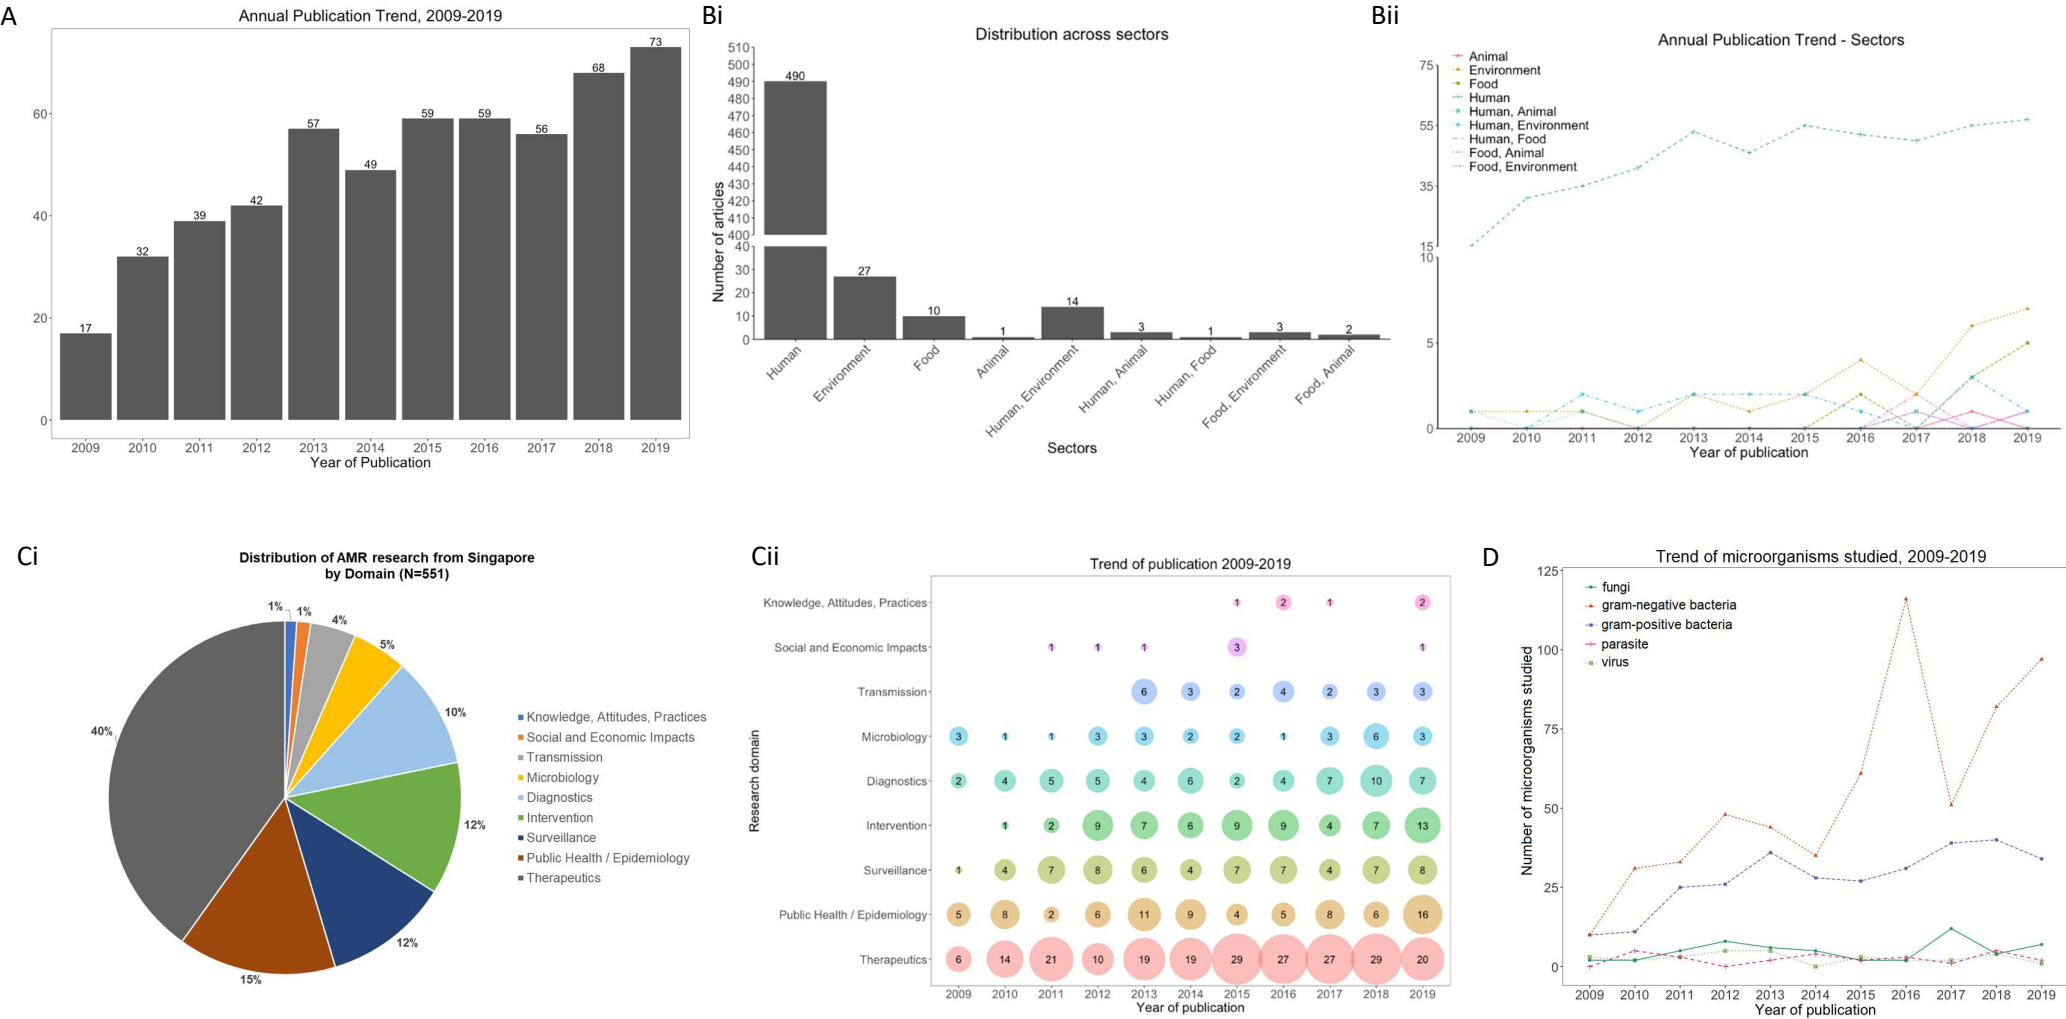 A
Annual Publication Trend, 2009-2019
60
40
20
0
17
32
39
42
57
49
59
59
56
68
73
2009 2010 2011 2012 2013 2014 2015 2016 2017 2018 2019
Year of Publication
Bi
Distribution across sectors
Number of articles
510
500
490
480
470
460
450
440
430
420
410
400
40
30
20
10
0
490
27
10
1
14
3
1
3
2
Human
Environment
Food
Animal
Human, Environment
Human, Animal
Human, Food
Food, Environment
Food, Animal
Sectors
Bii
Annual Publication Trend - Sectors
Animal
Environment
Food
Human
Human, Animal
Human, Environment
Human, Food
Food, Animal
Food, Environment
75
55
35
15
10
5
0
2009 2010 2011 2012 2013 2014 2015 2016 2017 2018 2019
Year of publication
Ci
Distribution of AMR research from Singapore
by Domain (N=551)
1%
1%
4%
5%
10%
12%
12%
15%
40%
Knowledge, Attitudes, Practices
Social and Economic Impacts
Transmission
Microbiology
Diagnostics
Intervention
Surveillance
Public Health / Epidemiology
Therapeutics
Cii
Trend of publication 2009-2019
Research domain
Knowledge, Attitudes, Practices 1 2 1 2
Social and Economic Impacts 1 1 1 3 1
Transmission 6 3 2 4 2 3 3
Microbiology 3 1 1 3 3 2 2 1 3 6 3
Diagnostics 2 4 5 5 4 6 2 4 7 10 7
Intervention 1 2 9 7 6 9 9 4 7 13
Surveillance 1 4 7 8 6 4 7 7 4 7 8
Public Health / Epidemiology 5 8 2 6 11 9 4 5 8 6 16
Therapeutics 6 14 21 10 19 19 29 27 27 29 20
2009 2010 2011 2012 2013 2014 2015 2016 2017 2018 2019
Year of publication
D
Trend of microorganisms studied, 2009-2019
fungi
gram-negative bacteria
gram-positive bacteria
parasite
virus
Number of microorganisms studied
125
100
75
50
25
0
2009 2010 2011 2012 2013 2014 2015 2016 2017 2018 2019
Year of publication